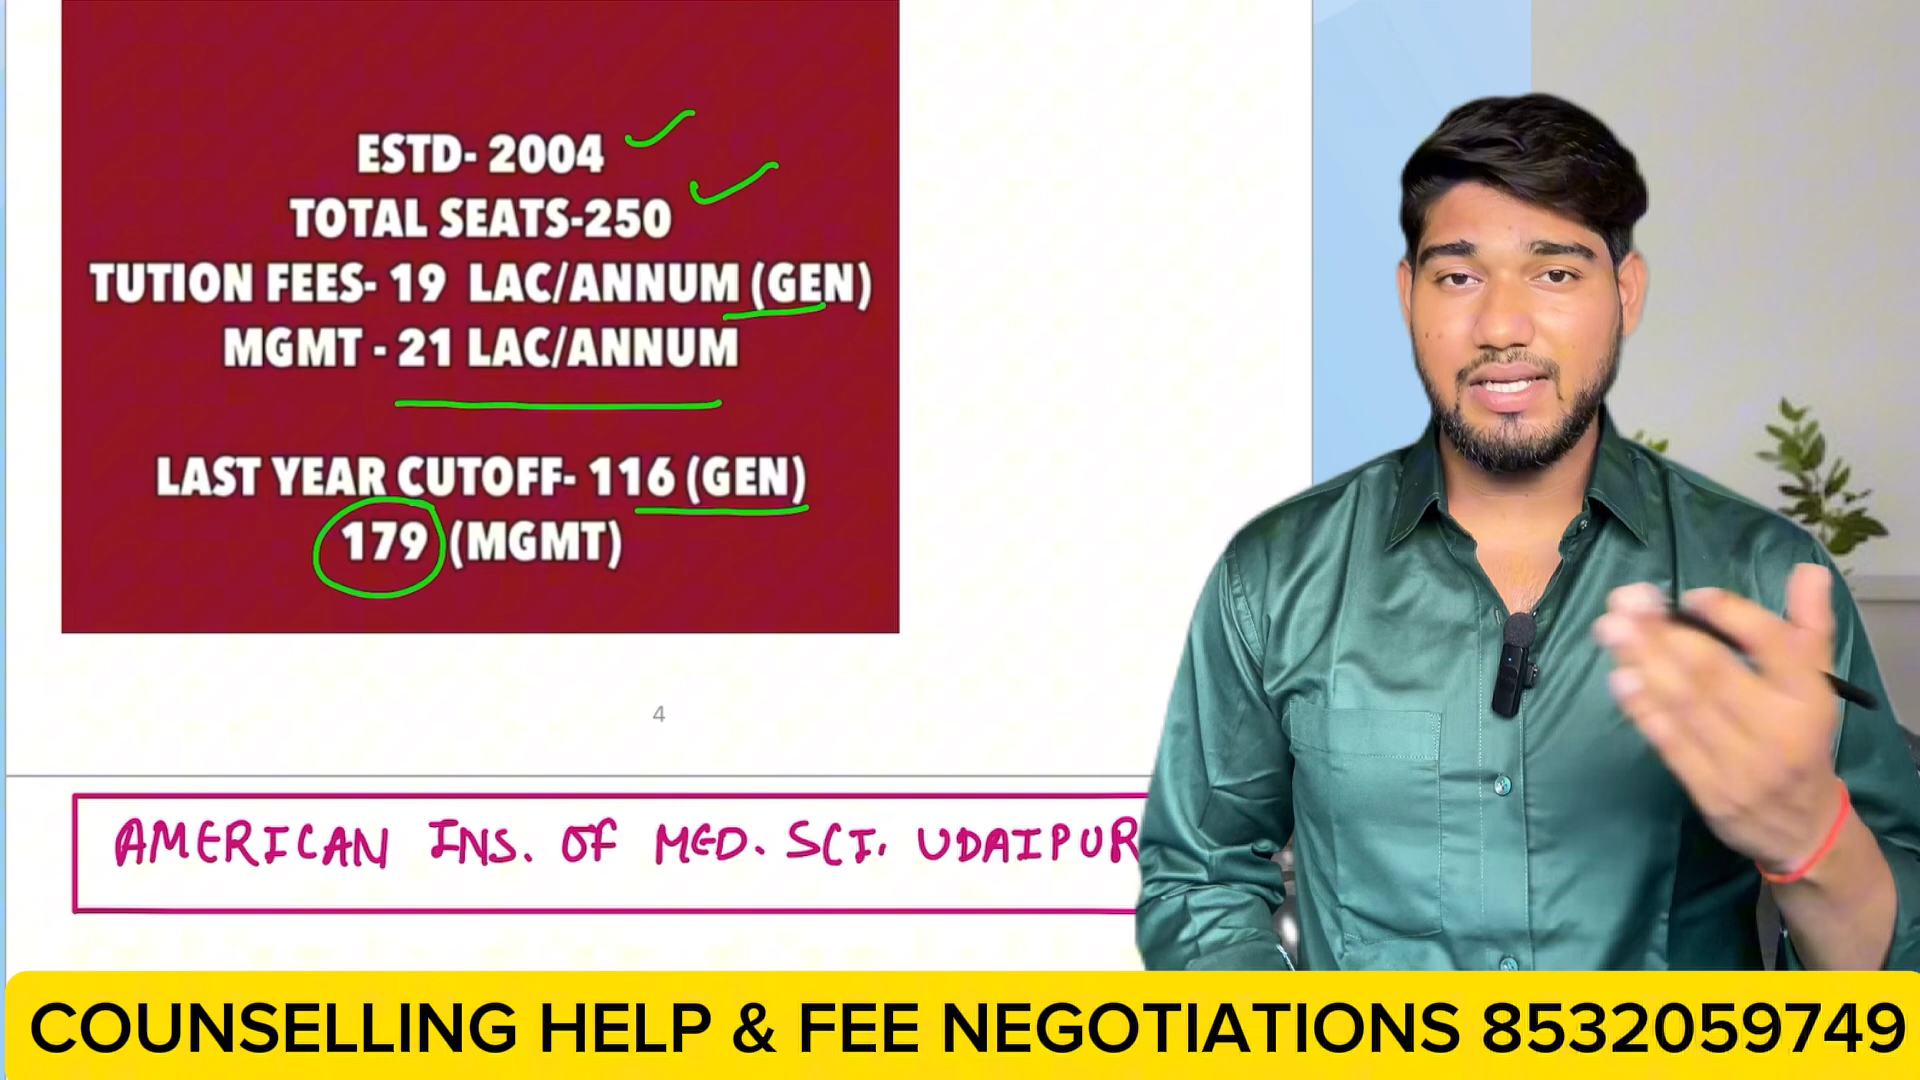 ESTD- 2004
TOTAL SEATS-250
TUTION FEES- 19 LAC/ANNUM (GEN)
MGMT - 21 LAC/ANNUM
LAST YEAR CUTOFF- 116 (GEN)
179 (MGMT)
4
AMERICAN INS. OF MED. SCI. UDAIPUR
COUNSELLING HELP & FEE NEGOTIATIONS 8532059749